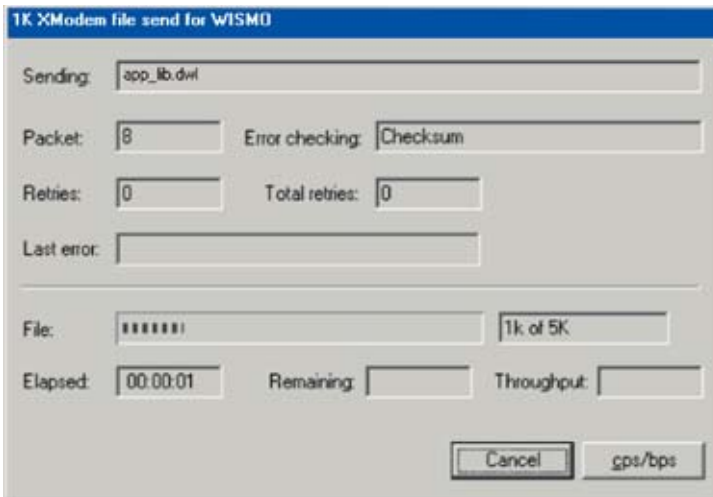 1K XModem file send for WISMO
Sending: app_lib.dwl
Packet: 8 Error checking: Checksum
Retries: 0 Total retries: 0
Last error:
File: 1k of 5K
Elapsed: 00:00:01 Remaining: Throughput:
Cancel cps/bps